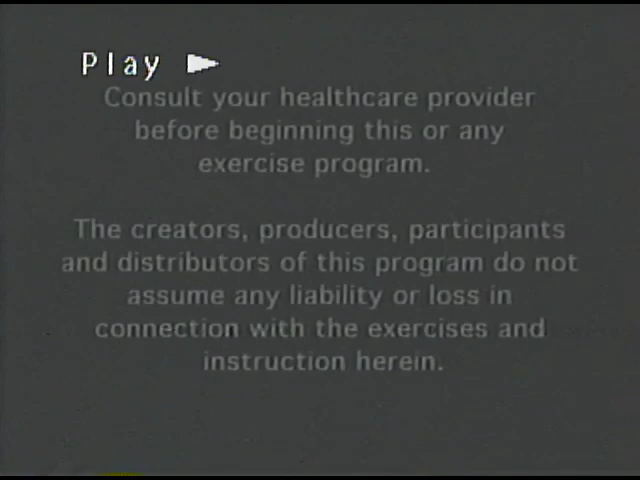 Play ►
Consult your healthcare provider
before beginning this or any
exercise program.
The creators, producers, participants
and distributors of this program do not
assume any liability or loss in
connection with the exercises and
instruction herein.